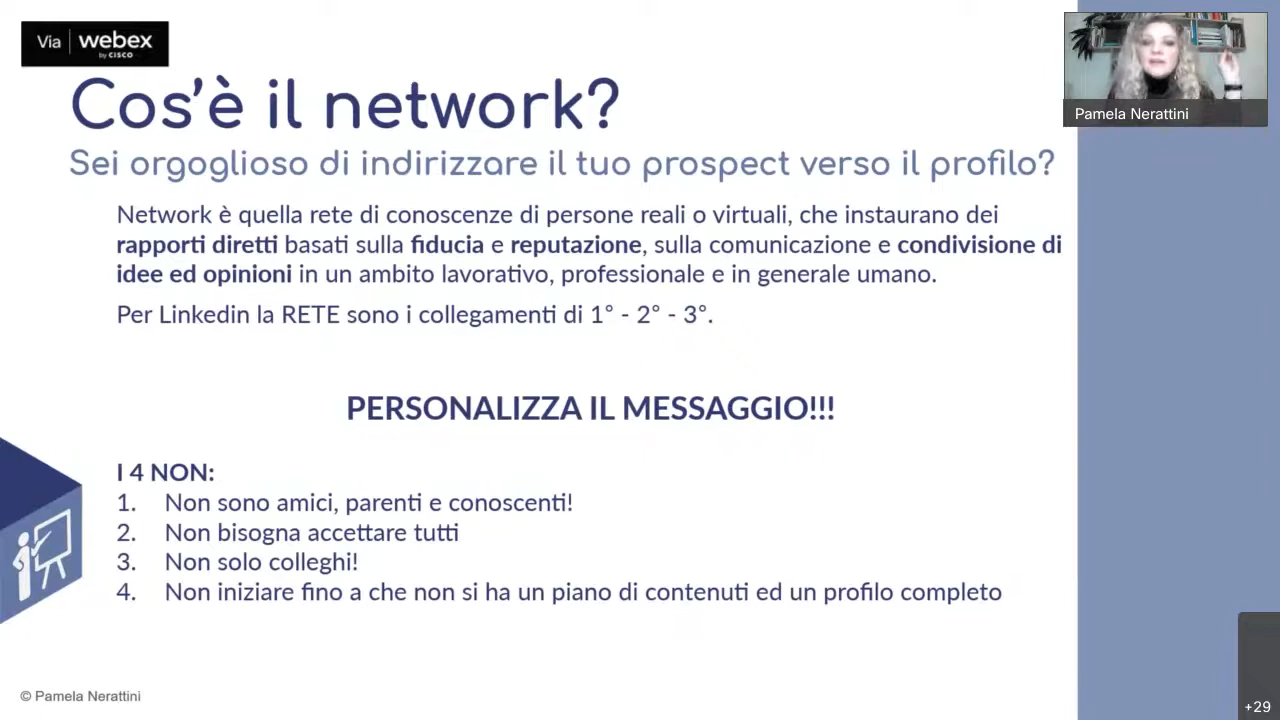 Via webex
by CISCO
Pamela Nerattini
Cos'è il network?
Sei orgoglioso di indirizzare il tuo prospect verso il profilo?
Network è quella rete di conoscenze di persone reali o virtuali, che instaurano dei
rapporti diretti basati sulla fiducia e reputazione, sulla comunicazione e condivisione di
idee ed opinioni in un ambito lavorativo, professionale e in generale umano.
Per Linkedin la RETE sono i collegamenti di 1° - 2° - 3°.
PERSONALIZZA IL MESSAGGIO!!!
I 4 NON:
1. Non sono amici, parenti e conoscenti!
2. Non bisogna accettare tutti
3. Non solo colleghi!
4. Non iniziare fino a che non si ha un piano di contenuti ed un profilo completo
© Pamela Nerattini
+29